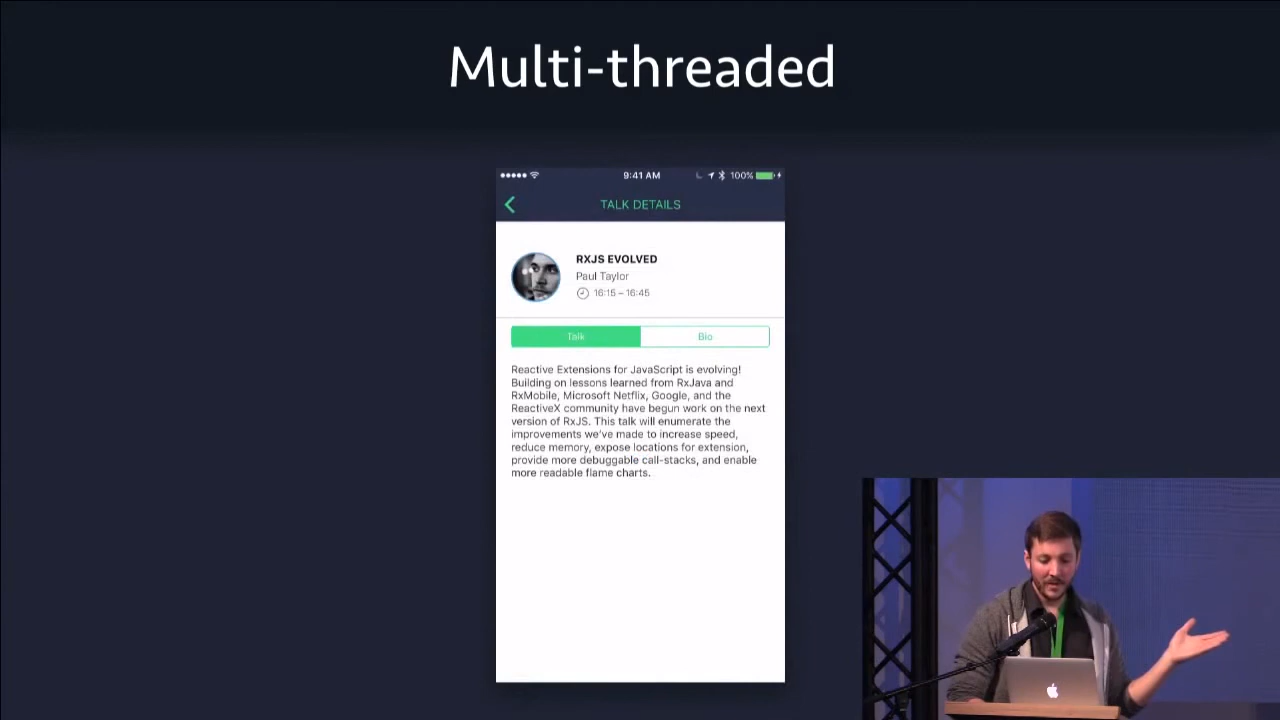 Multi-threaded
9:41 AM
100%
TALK DETAILS
RXJS EVOLVED
Paul Taylor
16:15 – 16:45
Talk
Bio
Reactive Extensions for JavaScript is evolving!
Building on lessons learned from RxJava and
RxMobile, Microsoft Netflix, Google, and the
ReactiveX community have begun work on the next
version of RxJS. This talk will enumerate the
improvements we've made to increase speed,
reduce memory, expose locations for extension,
provide more debuggable call-stacks, and enable
more readable flame charts.